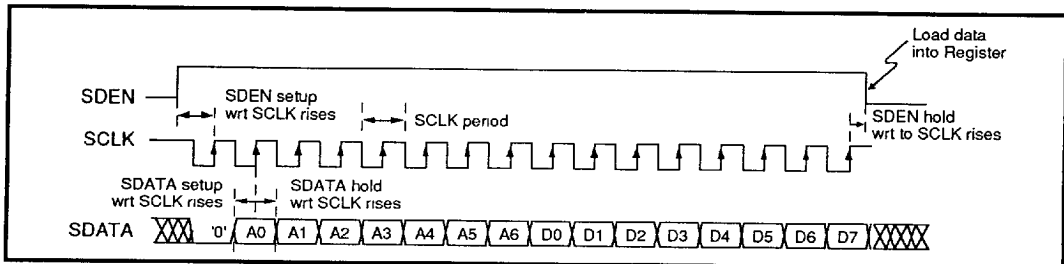 Load data
into Register
SDEN
SDEN setup
wrt SCLK rises
SCLK period
SDEN hold
wrt to SCLK rises
SCLK
SDATA setup
wrt SCLK rises
SDATA hold
wrt SCLK rises
SDATA '0' A0 A1 A2 A3 A4 A5 A6 D0 D1 D2 D3 D4 D5 D6 D7